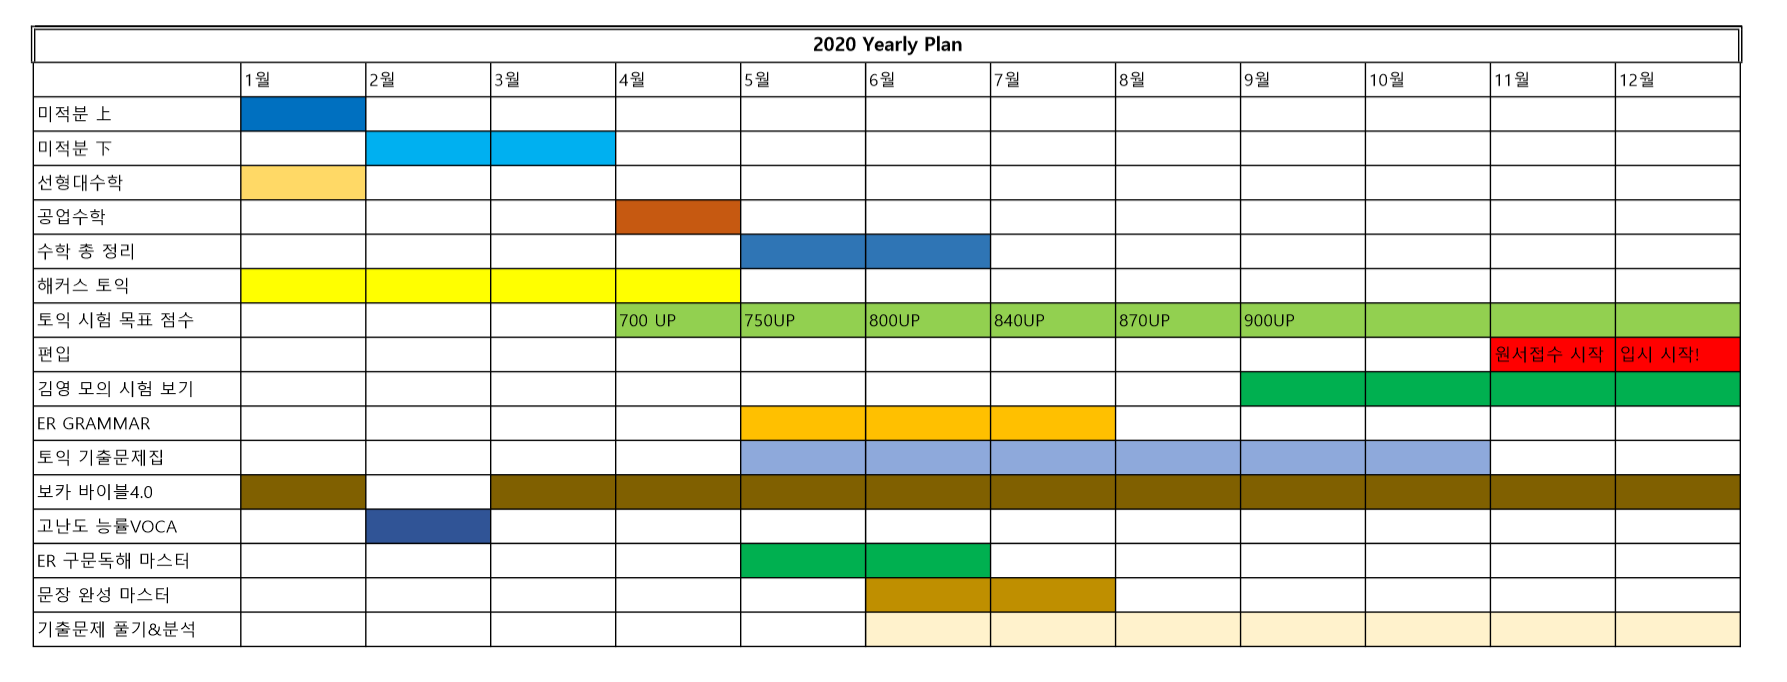 2020 Yearly Plan
1월 2월 3월 4월 5월 6월 7월 8월 9월 10월 11월 12월
미적분 上
미적분 下
선형대수학
공업수학
수학 총 정리
해커스 토익
토익 시험 목표 점수 700 UP 750UP 800UP 840UP 870UP 900UP
편입 원서접수 시작 입시 시작!
김영 모의 시험 보기
ER GRAMMAR
토익 기출문제집
보카 바이블4.0
고난도 능률VOCA
ER 구문독해 마스터
문장 완성 마스터
기출문제 풀기&분석